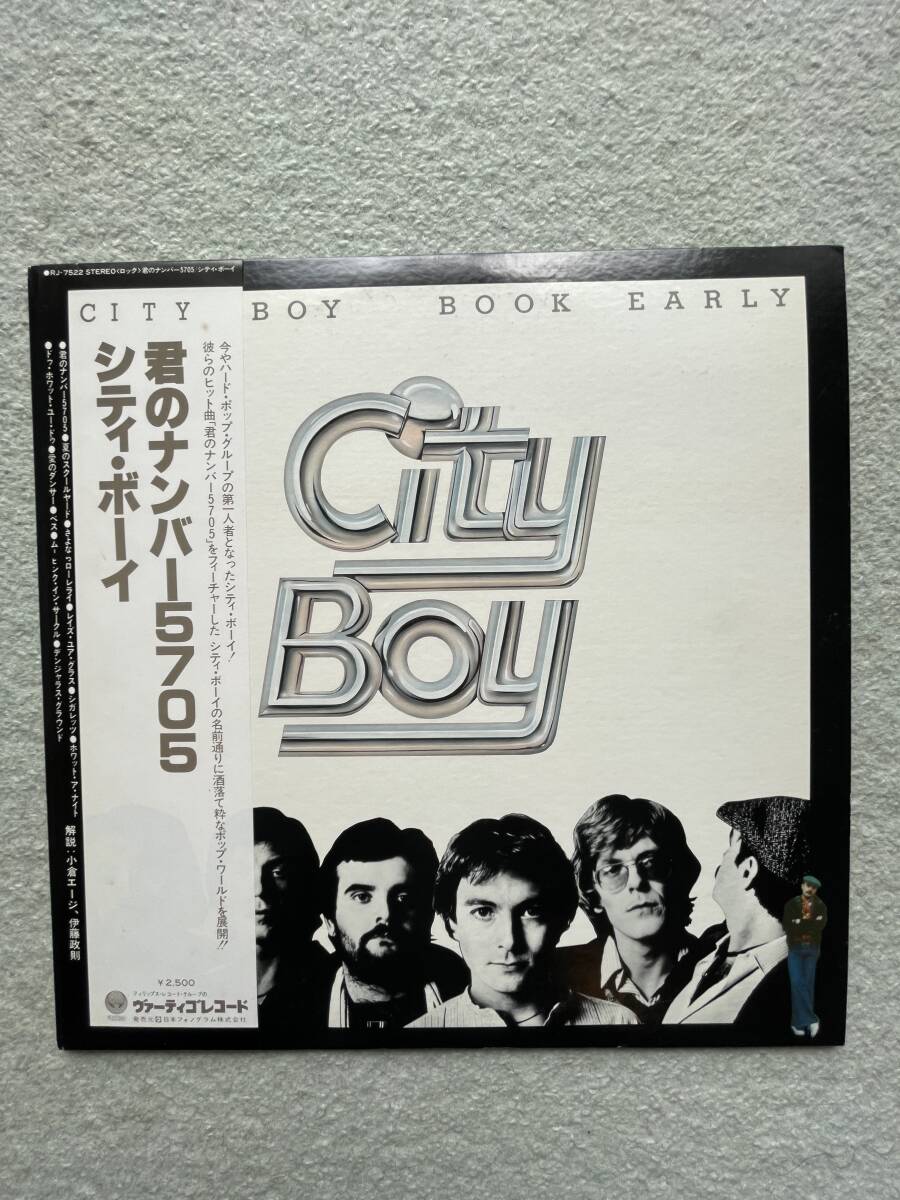 ●RJ-7522 STEREO〈ロック〉君のナンバー5705/シティ・ボーイ
CITY BOY BOOK EARLY
City
Boy
今やハード・ポップ・グループの第一人者となったシティ・ボーイ!
彼らのヒット曲「君のナンバー5705」をフィーチャーした シティ・ボーイの名前通りに洒落て粋なポップ・ワールドを展開!!
君のナンバー5705
シティ・ボーイ
●君のナンバー5705●夏のスクールヤード●さよなっローレライ●レイズ・ユア・グラス●シガレッツ●ホワット・ア・ナイト
●ドゥ・ホワット・ユー・ドゥ●愛のダンサー●ベス●ムーヒンク・イン・サークル●デンジャラス・グラウンド
解説:小倉エージ、伊藤政則
¥2,500
フィリップス・レコード・グループの
ヴァーティゴレコード
発売元 日本フォノグラム株式会社